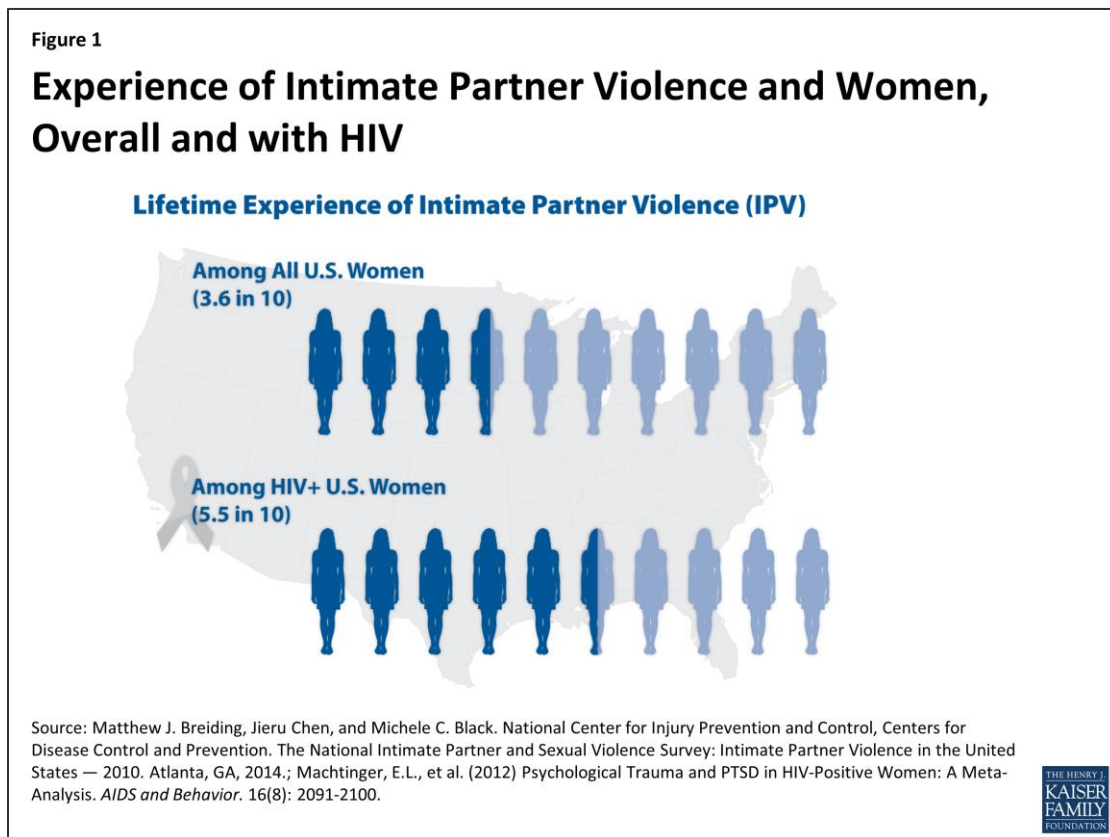 Figure 1
Experience of Intimate Partner Violence and Women,
Overall and with HIV
Lifetime Experience of Intimate Partner Violence (IPV)
Among All U.S. Women
(3.6 in 10)
Among HIV+ U.S. Women
(5.5 in 10)
Source: Matthew J. Breiding, Jieru Chen, and Michele C. Black. National Center for Injury Prevention and Control, Centers for
Disease Control and Prevention. The National Intimate Partner and Sexual Violence Survey: Intimate Partner Violence in the United
States — 2010. Atlanta, GA, 2014.; Machtinger, E.L., et al. (2012) Psychological Trauma and PTSD in HIV-Positive Women: A Meta-
Analysis. AIDS and Behavior. 16(8): 2091-2100.
THE HENRY J.
KAISER
FAMILY
FOUNDATION